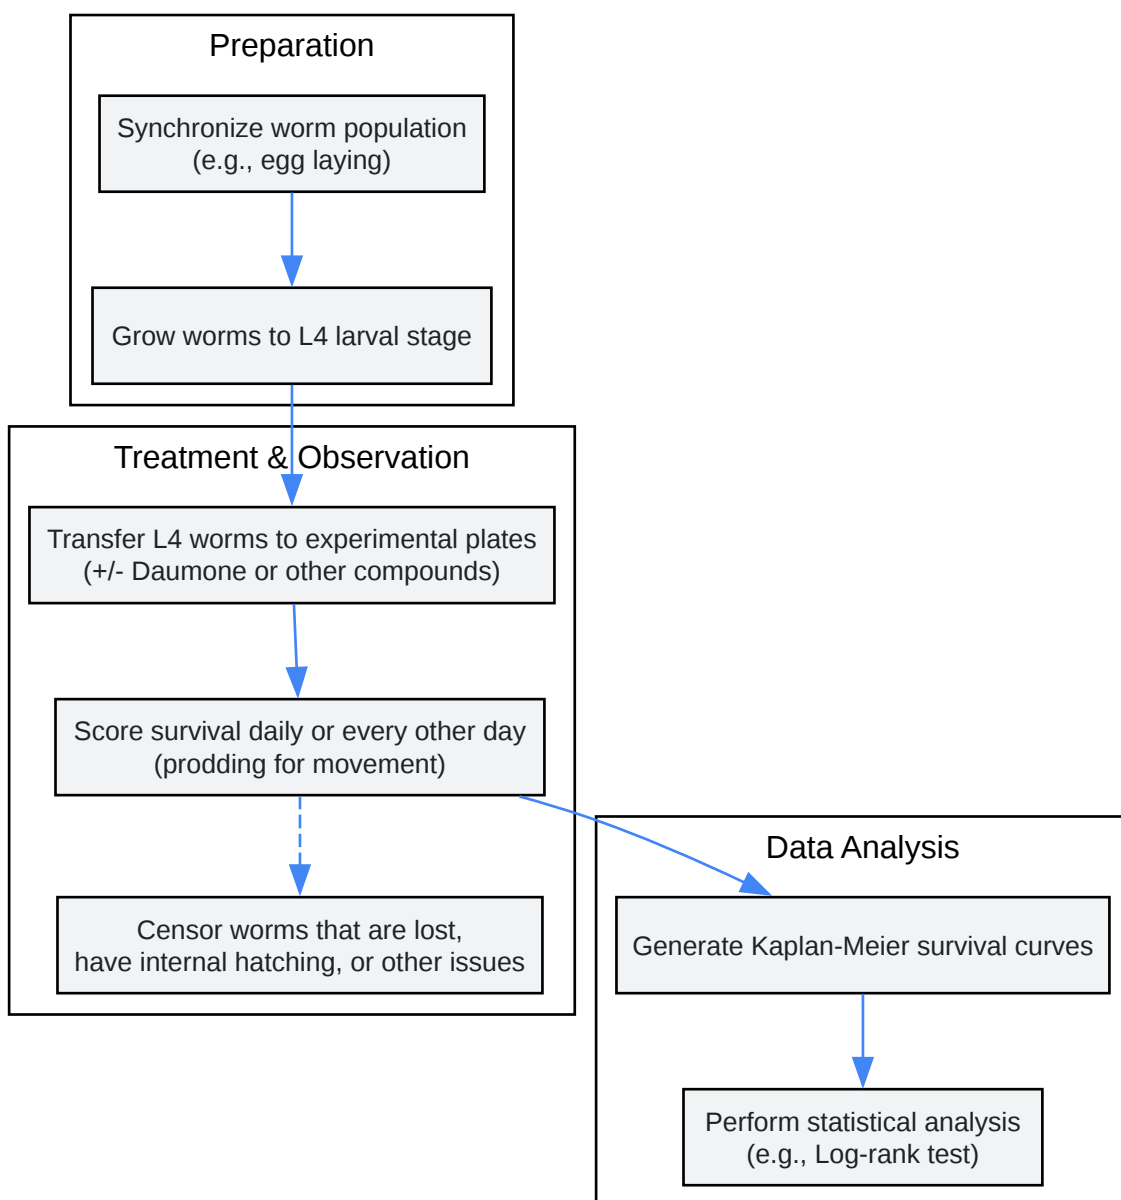 Preparation
Synchronize worm population
(e.g., egg laying)
Grow worms to L4 larval stage
Treatment & Observation
Transfer L4 worms to experimental plates
(+/- Daumone or other compounds)
Score survival daily or every other day
(prodding for movement)
Censor worms that are lost,
have internal hatching, or other issues
Data Analysis
Generate Kaplan-Meier survival curves
Perform statistical analysis
(e.g., Log-rank test)